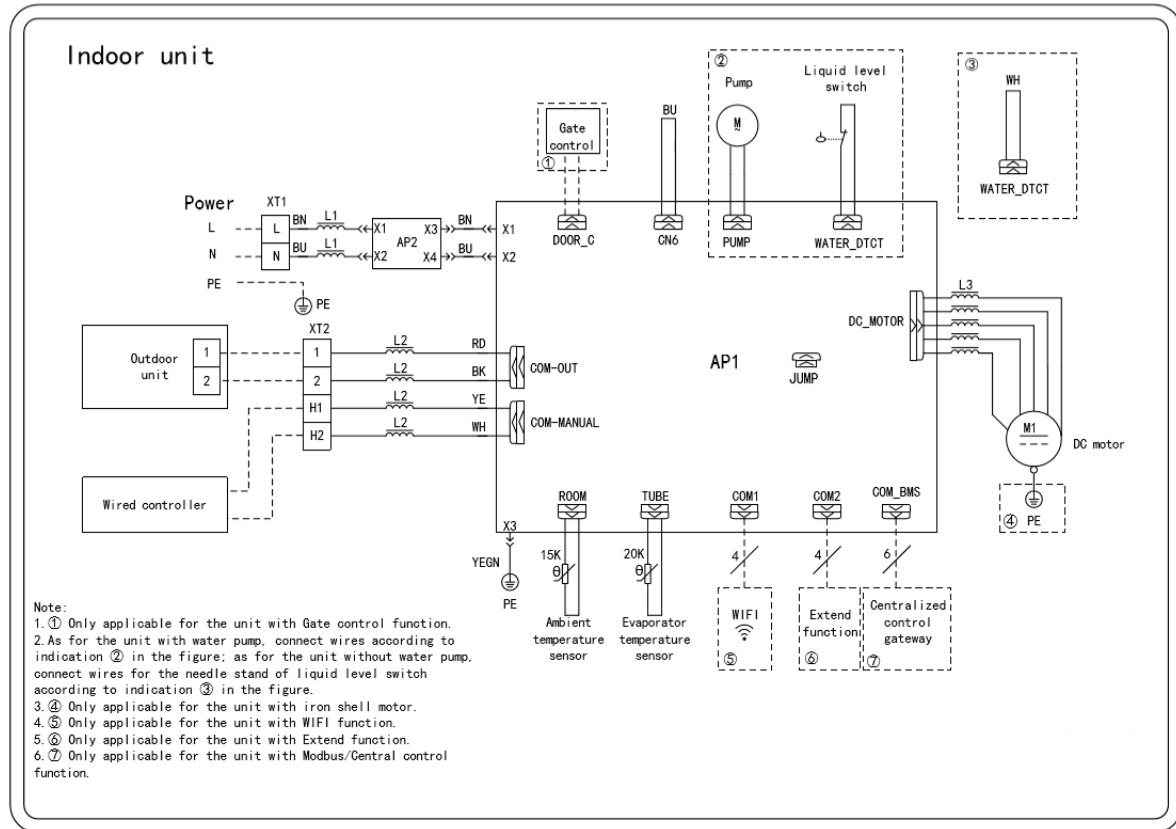 Indoor unit
②
Pump
Liquid level
switch
M
~
③
WH
WATER_DTCT
Gate
control
①
BU
DOOR_C
CN6
PUMP
WATER_DTCT
Power
XT1
L
L
BN
L1
X1
X3
BN
X1
AP2
N
N
BU
L1
X2
X4
BU
X2
PE
PE
XT2
Outdoor
unit
1
2
1
L2
RD
2
L2
BK
COM-OUT
H1
L2
YE
H2
L2
WH
COM-MANUAL
Wired controller
AP1
JUMP
DC_MOTOR
L3
M1
DC motor
④
PE
X3
YEGN
PE
ROOM
TUBE
COM1
COM2
COM_BMS
15K
θ
20K
θ
4
4
6
Ambient
temperature
sensor
Evaporator
temperature
sensor
WIFI
⑤
Extend
function
⑥
Centralized
control
gateway
⑦
Note:
1.① Only applicable for the unit with Gate control function.
2.As for the unit with water pump, connect wires according to
indication ② in the figure; as for the unit without water pump,
connect wires for the needle stand of liquid level switch
according to indication ③ in the figure.
3.④ Only applicable for the unit with iron shell motor.
4.⑤ Only applicable for the unit with WIFI function.
5.⑥ Only applicable for the unit with Extend function.
6.⑦ Only applicable for the unit with Modbus/Central control
function.